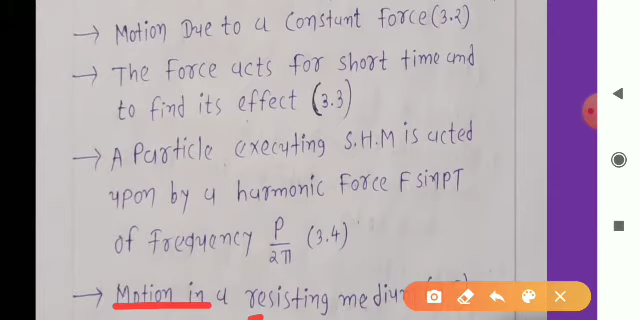 → Motion Due to a Constant force (3.2)
→ The Force acts for short time and
to find its effect (3.3)
→ A Particle executing S.H.M is acted
upon by a harmonic Force F sinPT
of Frequency P/2π (3.4)
→ Motion in a resisting medium